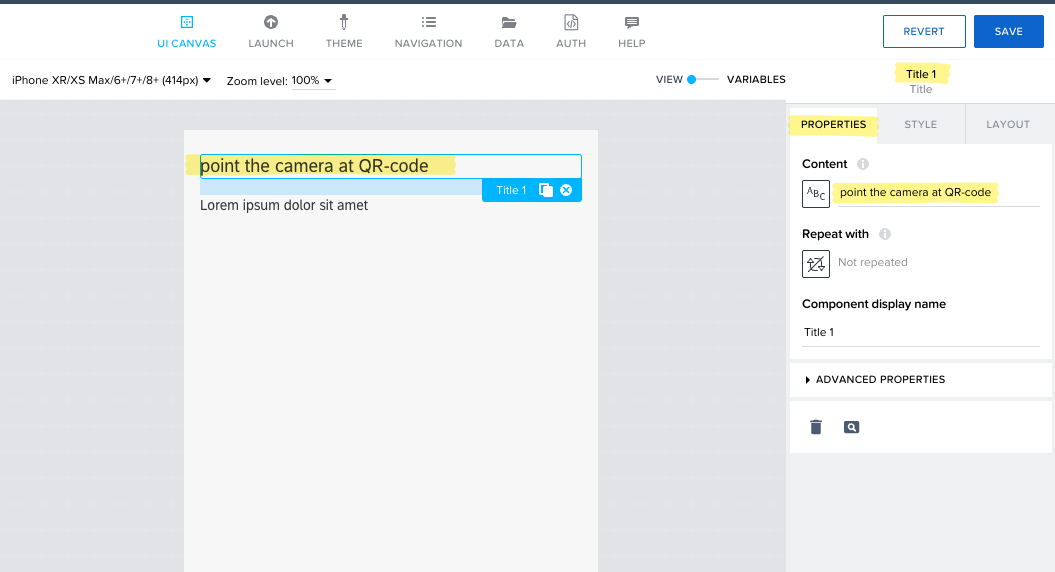 UI CANVAS LAUNCH THEME NAVIGATION DATA AUTH HELP REVERT SAVE
iPhone XR/XS Max/6+/7+/8+ (414px) Zoom level: 100% VIEW VARIABLES
Title 1
Title
PROPERTIES STYLE LAYOUT
point the camera at QR-code
Title 1
Lorem ipsum dolor sit amet
Content
ABC point the camera at QR-code
Repeat with
Not repeated
Component display name
Title 1
ADVANCED PROPERTIES